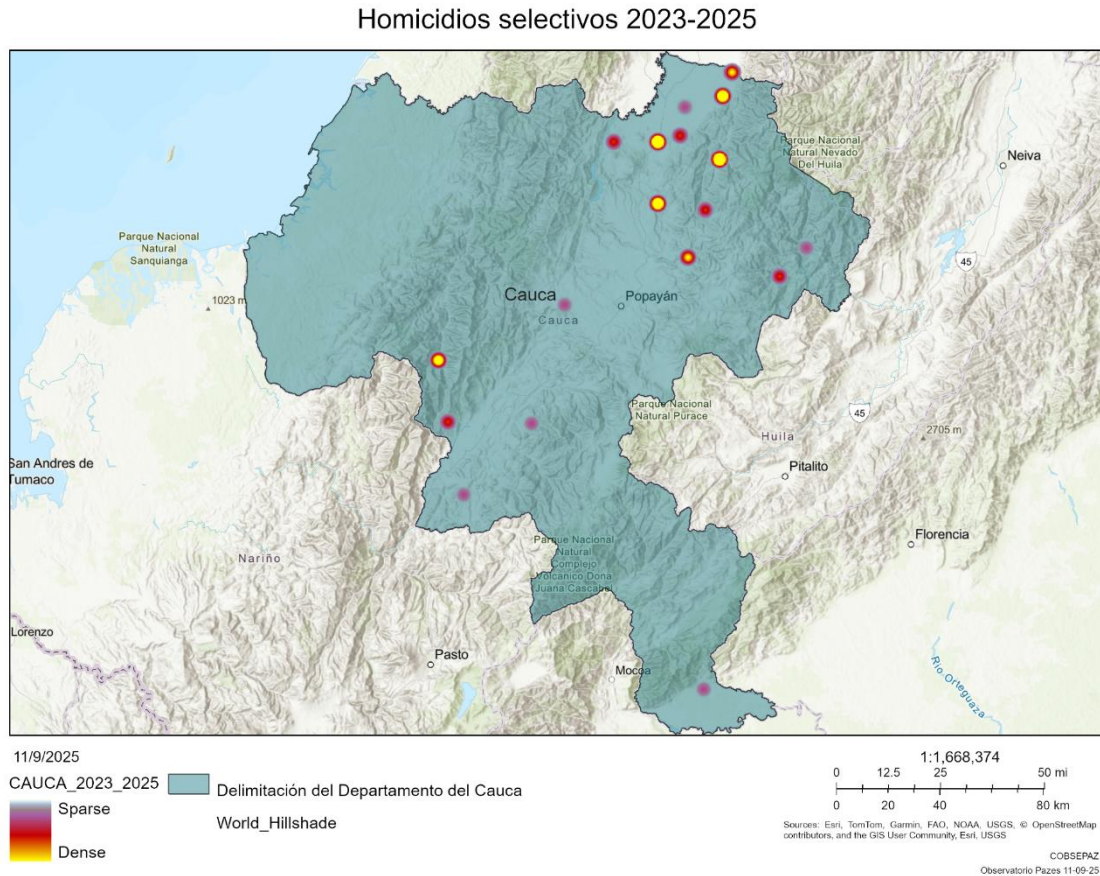 Homicidios selectivos 2023-2025
Parque Nacional
Natural Nevado
Del Huila
Neiva
Parque Nacional
Natural
Sanquianga
45
1023 m
Cauca
Popayán
Cauca
Parque Nacional
Natural Purace
45
2705 m
Huila
San Andres de
Tumaco
Pitalito
Florencia
Parque Nacional
Natural
Complejo
Volcanico Dona
Juana Cascabel
Nariño
Lorenzo
Pasto
Mocoa
Rio Orteguaza
11/9/2025
CAUCA_2023_2025
Sparse
Dense
Delimitación del Departamento del Cauca
World_Hillshade
1:1,668,374
0 12.5 25 50 mi
0 20 40 80 km
Sources: Esri, TomTom, Garmin, FAO, NOAA, USGS, © OpenStreetMap
contributors, and the GIS User Community, Esri, USGS
COBSEPAZ
Observatorio Pazes 11-09-25